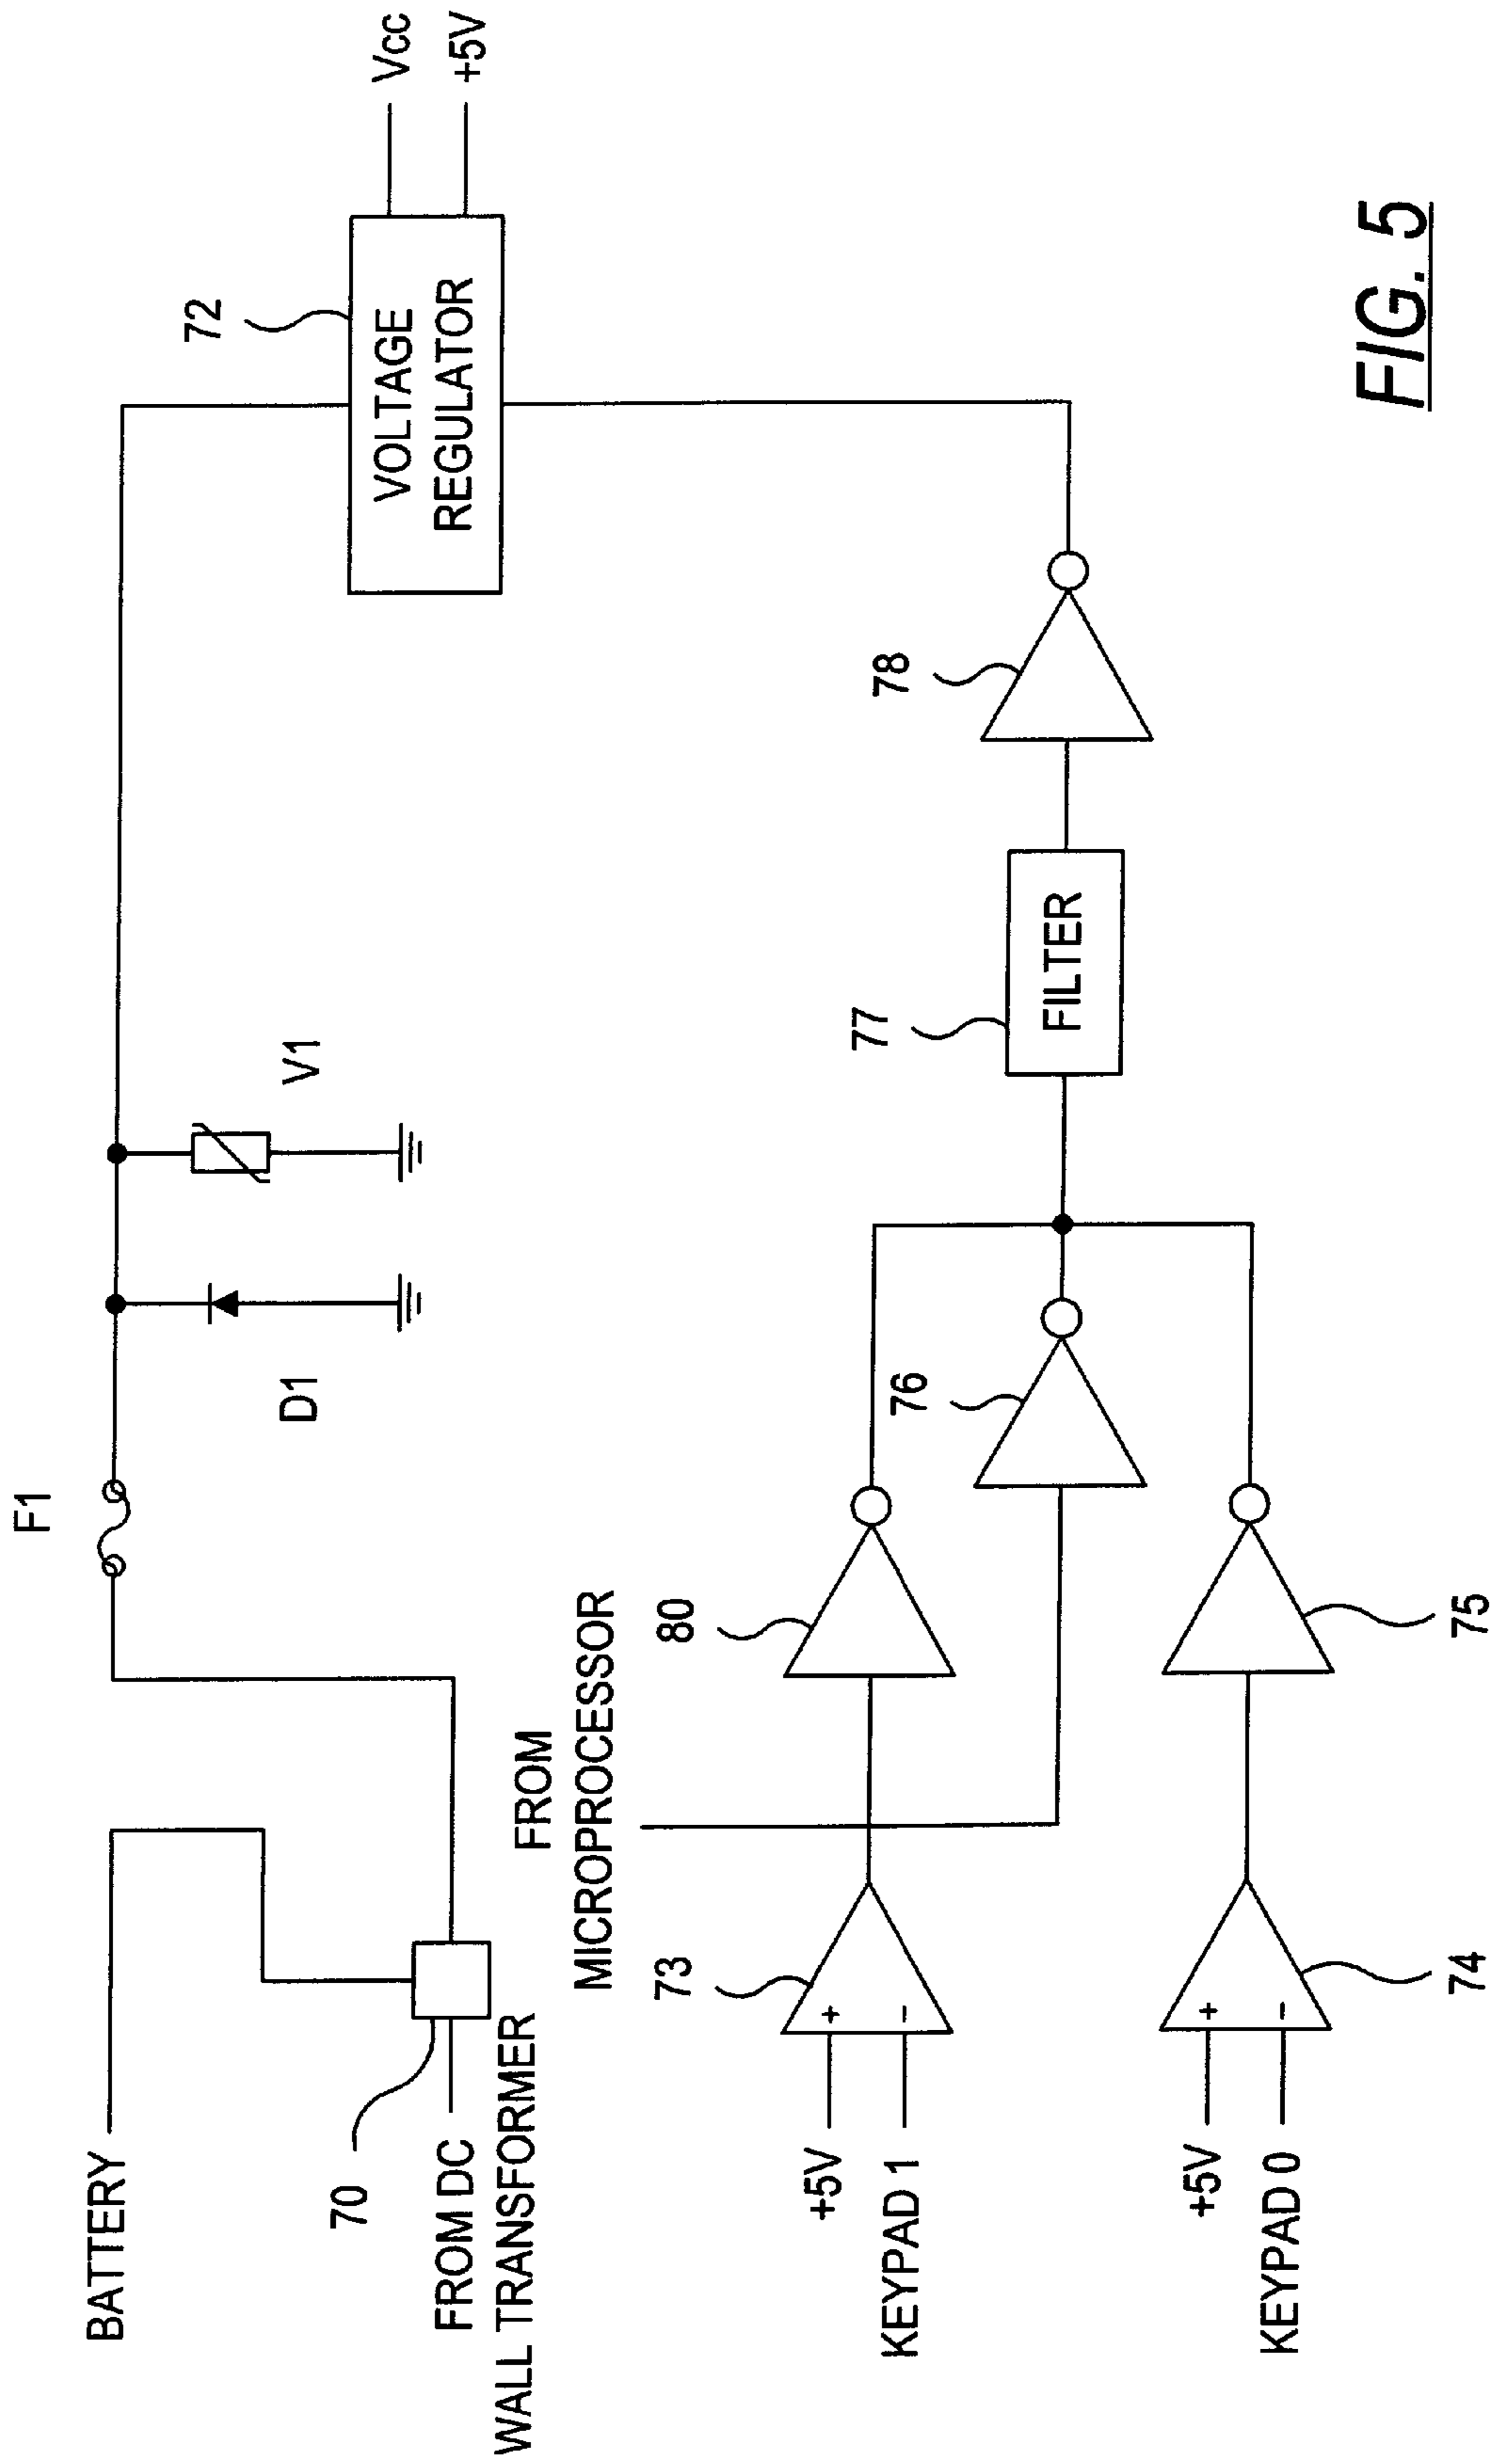 BATTERY
70
FROM DC
WALL TRANSFORMER
F1
D1
V1
72
VOLTAGE
REGULATOR
Vcc
+5V
FROM
MICROPROCESSOR
73
+
-
+5V
KEYPAD 1
80
76
77
FILTER
78
+5V
KEYPAD 0
+
-
74
75
FIG. 5